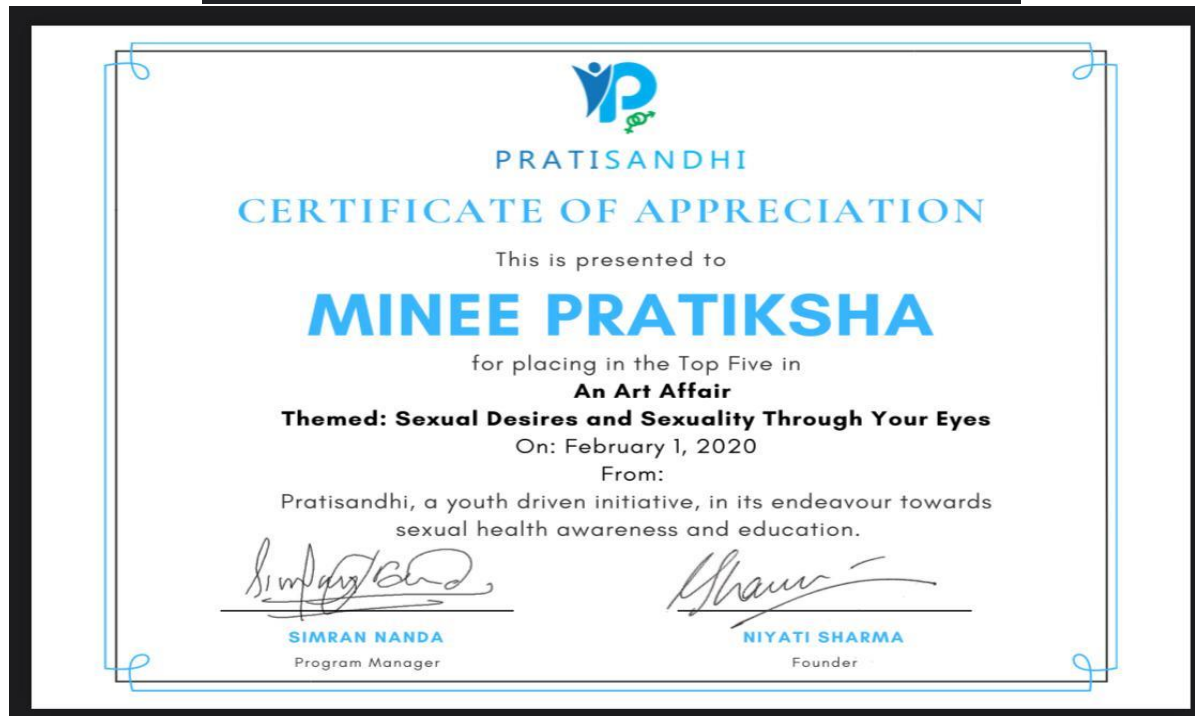 PRATISANDHI
CERTIFICATE OF APPRECIATION
This is presented to
MINEE PRATIKSHA
for placing in the Top Five in
An Art Affair
Themed: Sexual Desires and Sexuality Through Your Eyes
On: February 1, 2020
From:
Pratisandhi, a youth driven initiative, in its endeavour towards
sexual health awareness and education.
SIMRAN NANDA
Program Manager
NIYATI SHARMA
Founder